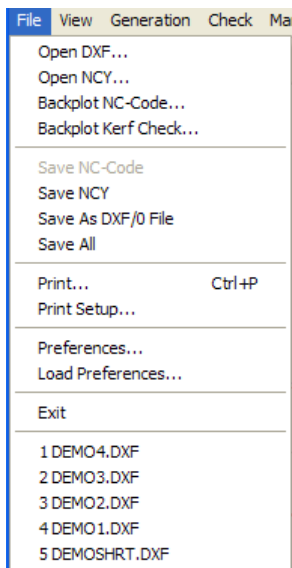 File View Generation Check Ma
Open DXF...
Open NCY...
Backplot NC-Code...
Backplot Kerf Check...
Save NC-Code
Save NCY
Save As DXF/0 File
Save All
Print... Ctrl+P
Print Setup...
Preferences...
Load Preferences...
Exit
1 DEMO4.DXF
2 DEMO3.DXF
3 DEMO2.DXF
4 DEMO1.DXF
5 DEMOSHRT.DXF